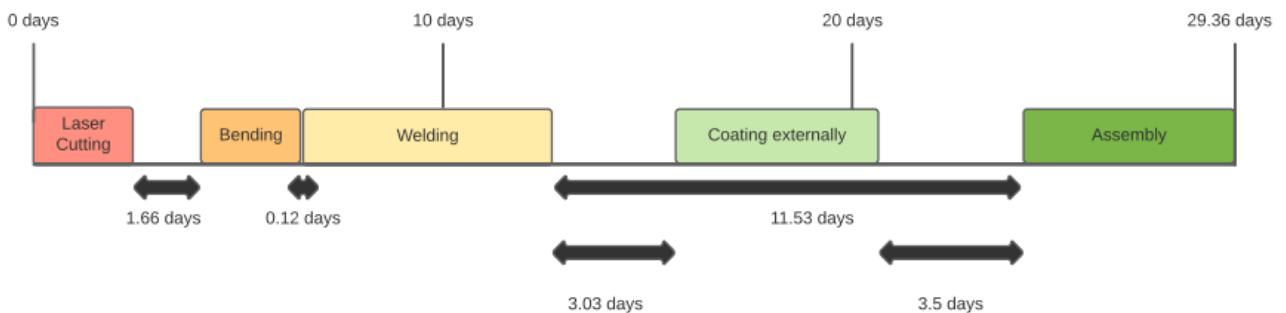 0 days
10 days
20 days
29.36 days
Laser
Cutting
Bending
Welding
Coating externally
Assembly
1.66 days
0.12 days
11.53 days
3.03 days
3.5 days